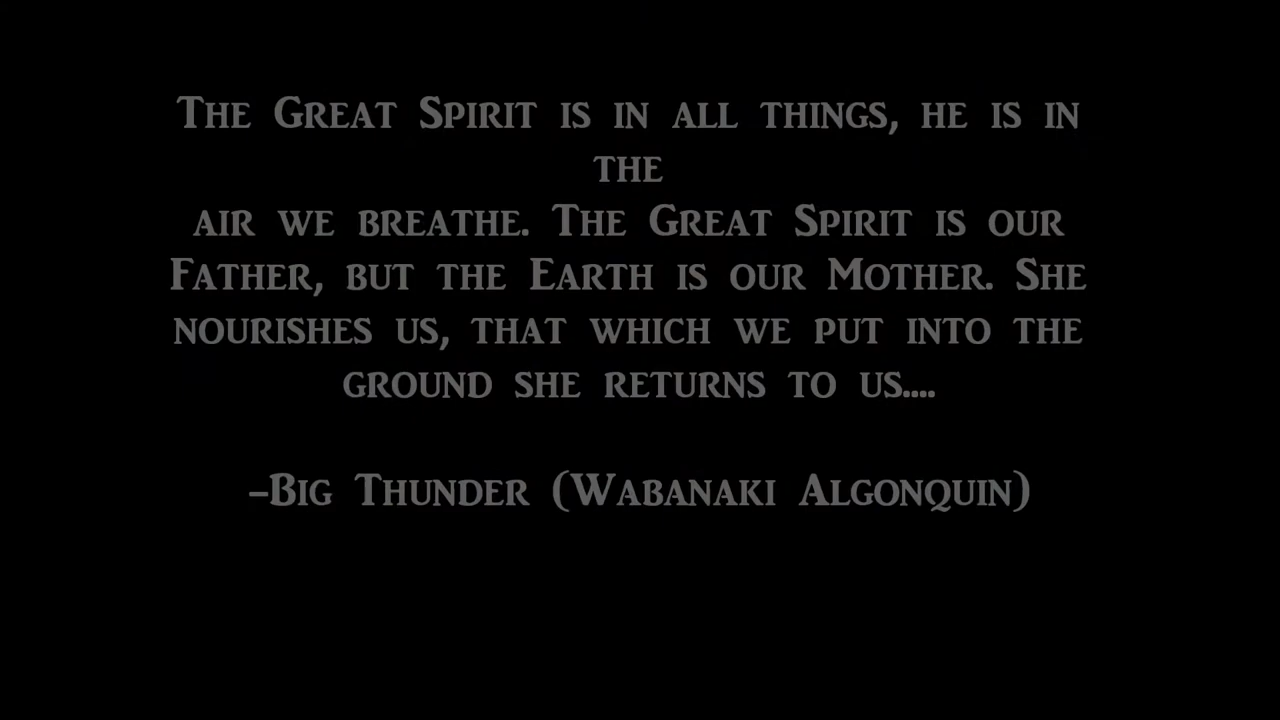 The Great Spirit is in all things, he is in
the
air we breathe. The Great Spirit is our
Father, but the Earth is our Mother. She
nourishes us, that which we put into the
ground she returns to us....
–Big Thunder (Wabanaki Algonquin)